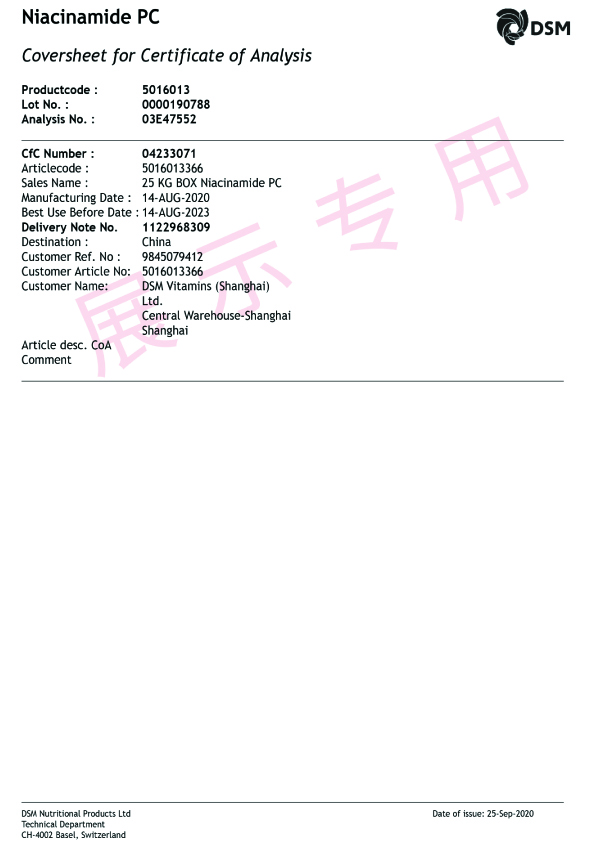 Niacinamide PC
DSM
Coversheet for Certificate of Analysis
Productcode : 5016013
Lot No. : 0000190788
Analysis No. : 03E47552
CfC Number : 04233071
Articlecode : 5016013366
Sales Name : 25 KG BOX Niacinamide PC
Manufacturing Date : 14-AUG-2020
Best Use Before Date : 14-AUG-2023
Delivery Note No. 1122968309
Destination : China
Customer Ref. No : 9845079412
Customer Article No: 5016013366
Customer Name: DSM Vitamins (Shanghai)
Ltd.
Central Warehouse-Shanghai
Shanghai
Article desc. CoA
Comment
展示专用
DSM Nutritional Products Ltd
Technical Department
CH-4002 Basel, Switzerland
Date of issue: 25-Sep-2020